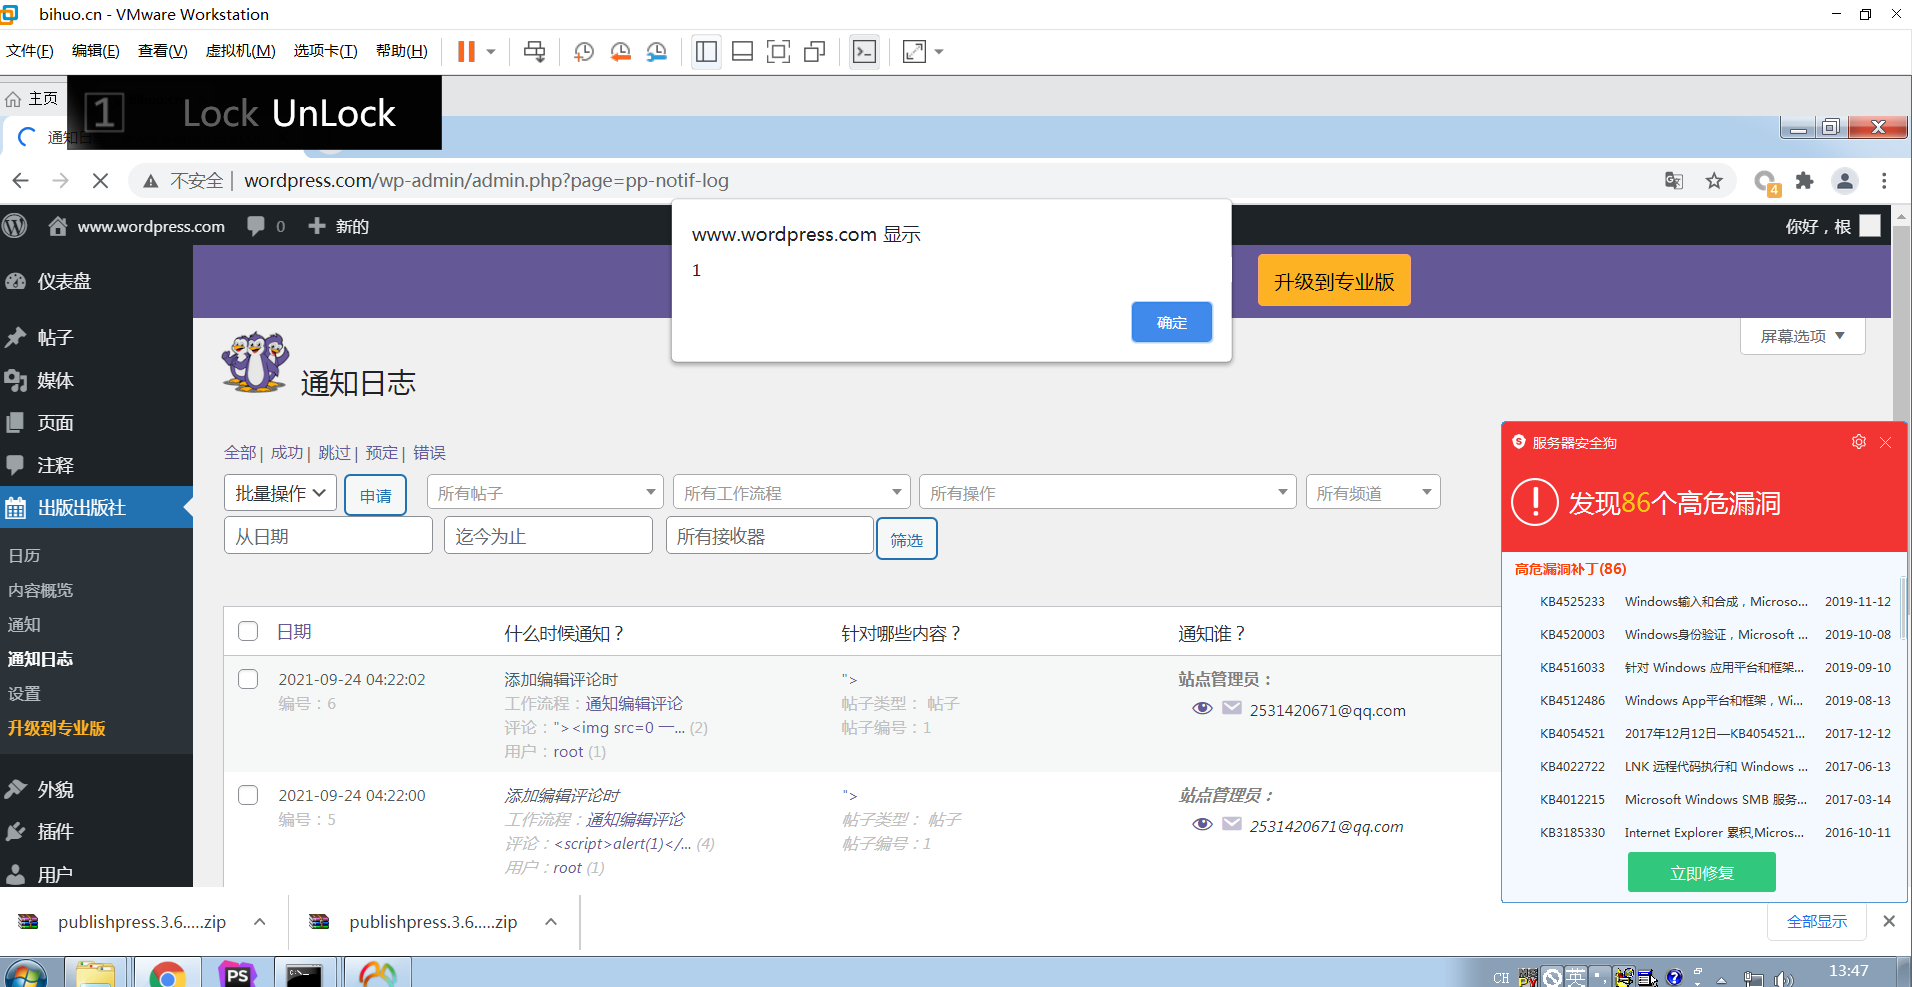 bihuo.cn - VMware Workstation
文件(F) 编辑(E) 查看(V) 虚拟机(M) 选项卡(T) 帮助(H)
主页
1 Lock UnLock
通知日
不安全 | wordpress.com/wp-admin/admin.php?page=pp-notif-log
4
www.wordpress.com 0 新的
你好，根
www.wordpress.com 显示
1
确定
升级到专业版
屏幕选项
仪表盘
帖子
媒体
页面
注释
出版出版社
日历
内容概览
通知
通知日志
设置
升级到专业版
外貌
插件
用户
通知日志
全部 | 成功 | 跳过 | 预定 | 错误
批量操作 申请 所有帖子 所有工作流程 所有操作 所有频道
从日期 迄今为止 所有接收器 筛选
日期 什么时候通知？ 针对哪些内容？ 通知谁？
2021-09-24 04:22:02 添加编辑评论时 "> 站点管理员：
编号：6 工作流程：通知编辑评论 帖子类型： 帖子 2531420671@qq.com
评论："><img src=0 一... (2) 帖子编号：1
用户：root (1)
2021-09-24 04:22:00 添加编辑评论时 "> 站点管理员：
编号：5 工作流程：通知编辑评论 帖子类型： 帖子 2531420671@qq.com
评论：<script>alert(1)</... (4) 帖子编号：1
用户：root (1)
服务器安全狗
发现86个高危漏洞
高危漏洞补丁(86)
KB4525233 Windows输入和合成，Microso... 2019-11-12
KB4520003 Windows身份验证，Microsoft ... 2019-10-08
KB4516033 针对 Windows 应用平台和框架... 2019-09-10
KB4512486 Windows App平台和框架，Wi... 2019-08-13
KB4054521 2017年12月12日—KB4054521... 2017-12-12
KB4022722 LNK 远程代码执行和 Windows ... 2017-06-13
KB4012215 Microsoft Windows SMB 服务... 2017-03-14
KB3185330 Internet Explorer 累积,Micros... 2016-10-11
立即修复
publishpress.3.6.....zip publishpress.3.6.....zip
全部显示
PS
CH
英
13:47